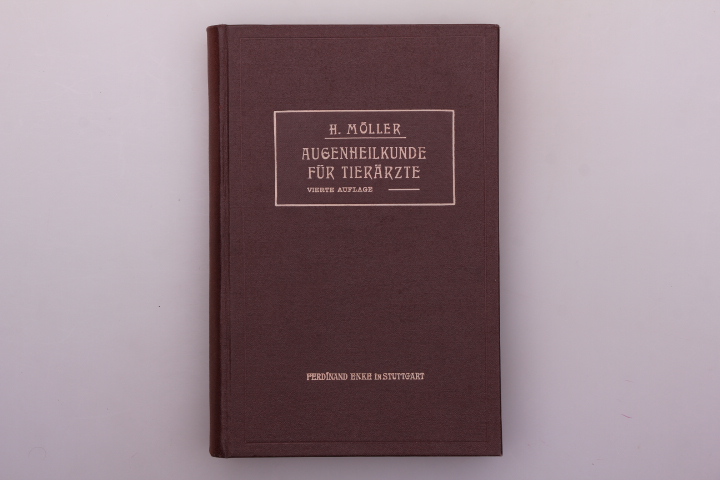 H. MÖLLER
AUGENHEILKUNDE
FÜR TIERÄRZTE
VIERTE AUFLAGE
FERDINAND ENKE IN STUTTGART